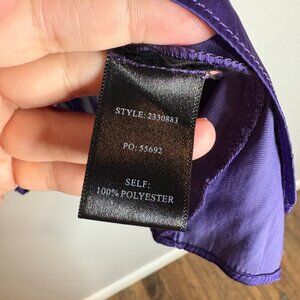 STYLE: 2330883
PO: 55692
SELF:
100% POLYESTER